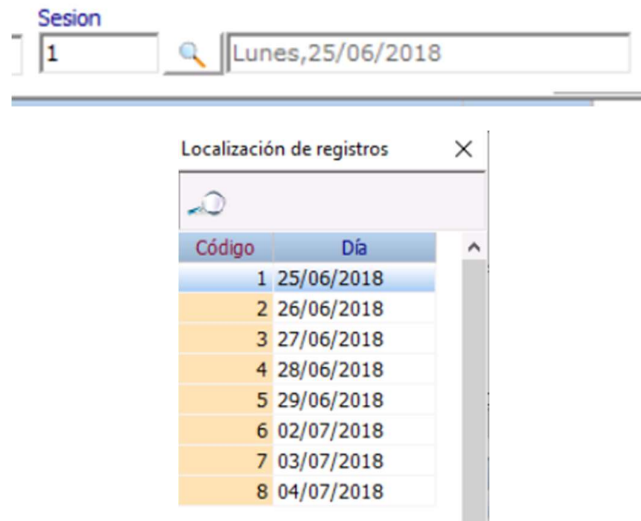 Sesion
1 Lunes,25/06/2018
Localización de registros
Código Día
1 25/06/2018
2 26/06/2018
3 27/06/2018
4 28/06/2018
5 29/06/2018
6 02/07/2018
7 03/07/2018
8 04/07/2018